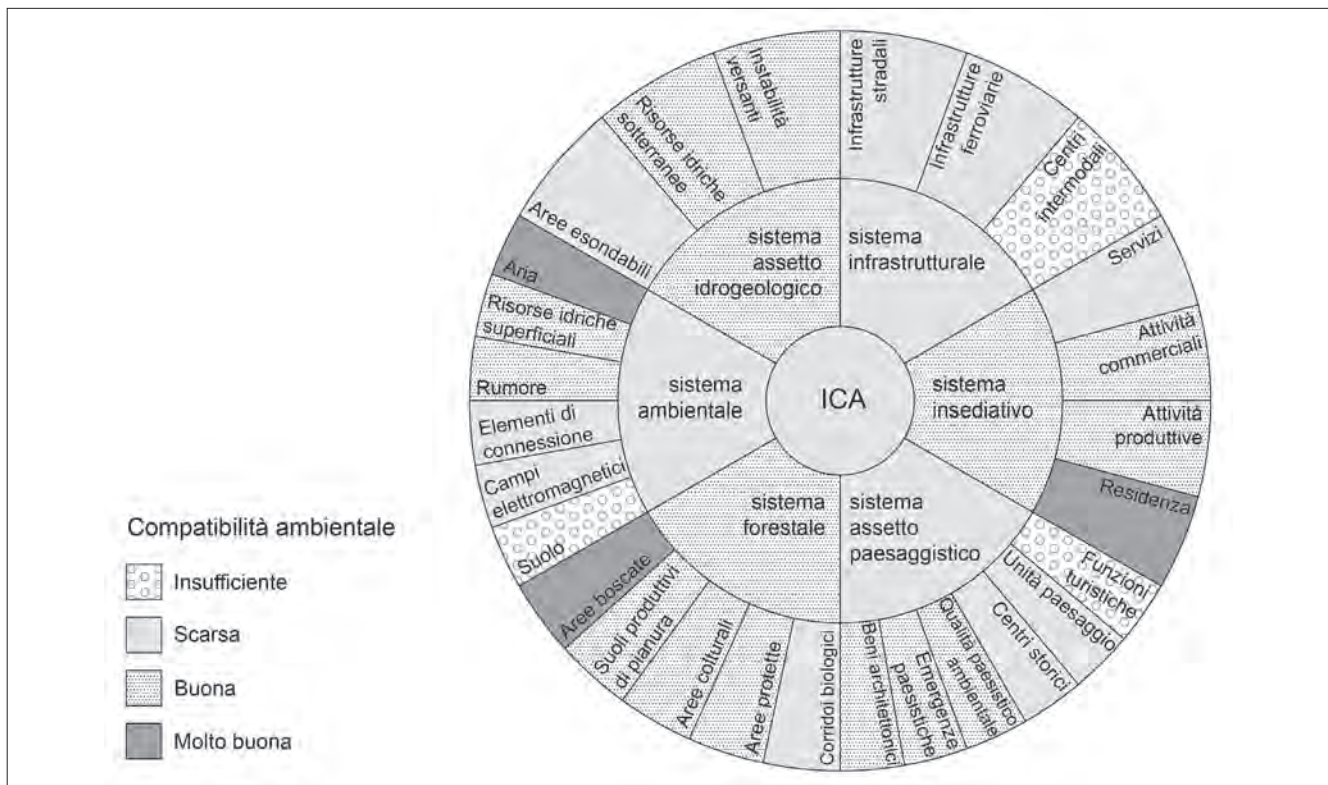 Instabilità
versanti
Risorse idriche
sotterranee
Aree esondabili
Aria
Risorse idriche
superficiali
Rumore
Elementi di
connessione
Campi
elettromagnetici
Suolo
Aree boscate
Suoli produttivi
di pianura
Aree colturali
Aree protette
Corridoi biologici
Beni architettonici
Emergenze
paesistiche
Qualità paesistico
ambientale
Centri storici
Unità paesaggio
Funzioni
turistiche
Residenza
Attività
produttive
Attività
commerciali
Servizi
Centri
intermodali
Infrastrutture
ferroviarie
Infrastrutture
stradali
sistema
assetto
idrogeologico
sistema
infrastrutturale
sistema
ambientale
ICA
sistema
insediativo
sistema
forestale
sistema
assetto
paesaggistico
Compatibilità ambientale
Insufficiente
Scarsa
Buona
Molto buona